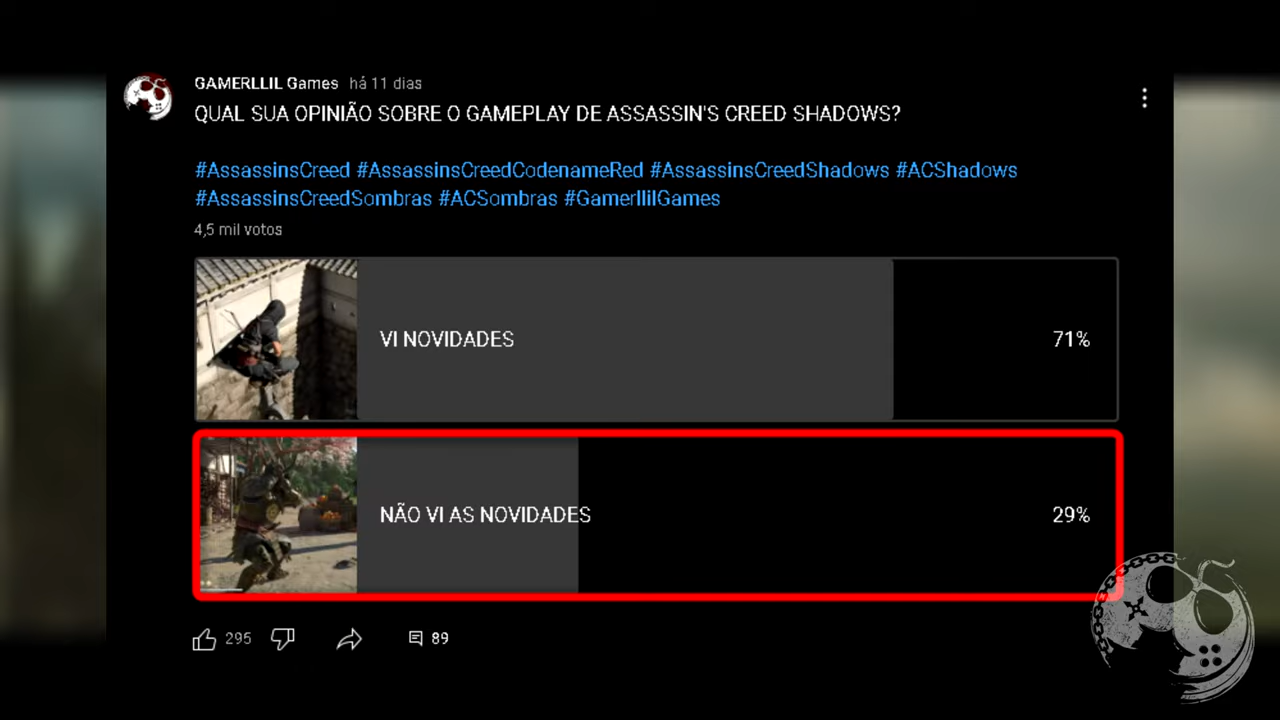 GAMERLLIL Games há 11 dias
QUAL SUA OPINIÃO SOBRE O GAMEPLAY DE ASSASSIN'S CREED SHADOWS?
#AssassinsCreed #AssassinsCreedCodenameRed #AssassinsCreedShadows #ACShadows
#AssassinsCreedSombras #ACSombras #GamerllilGames
4,5 mil votos
VI NOVIDADES 71%
NÃO VI AS NOVIDADES 29%
295 89